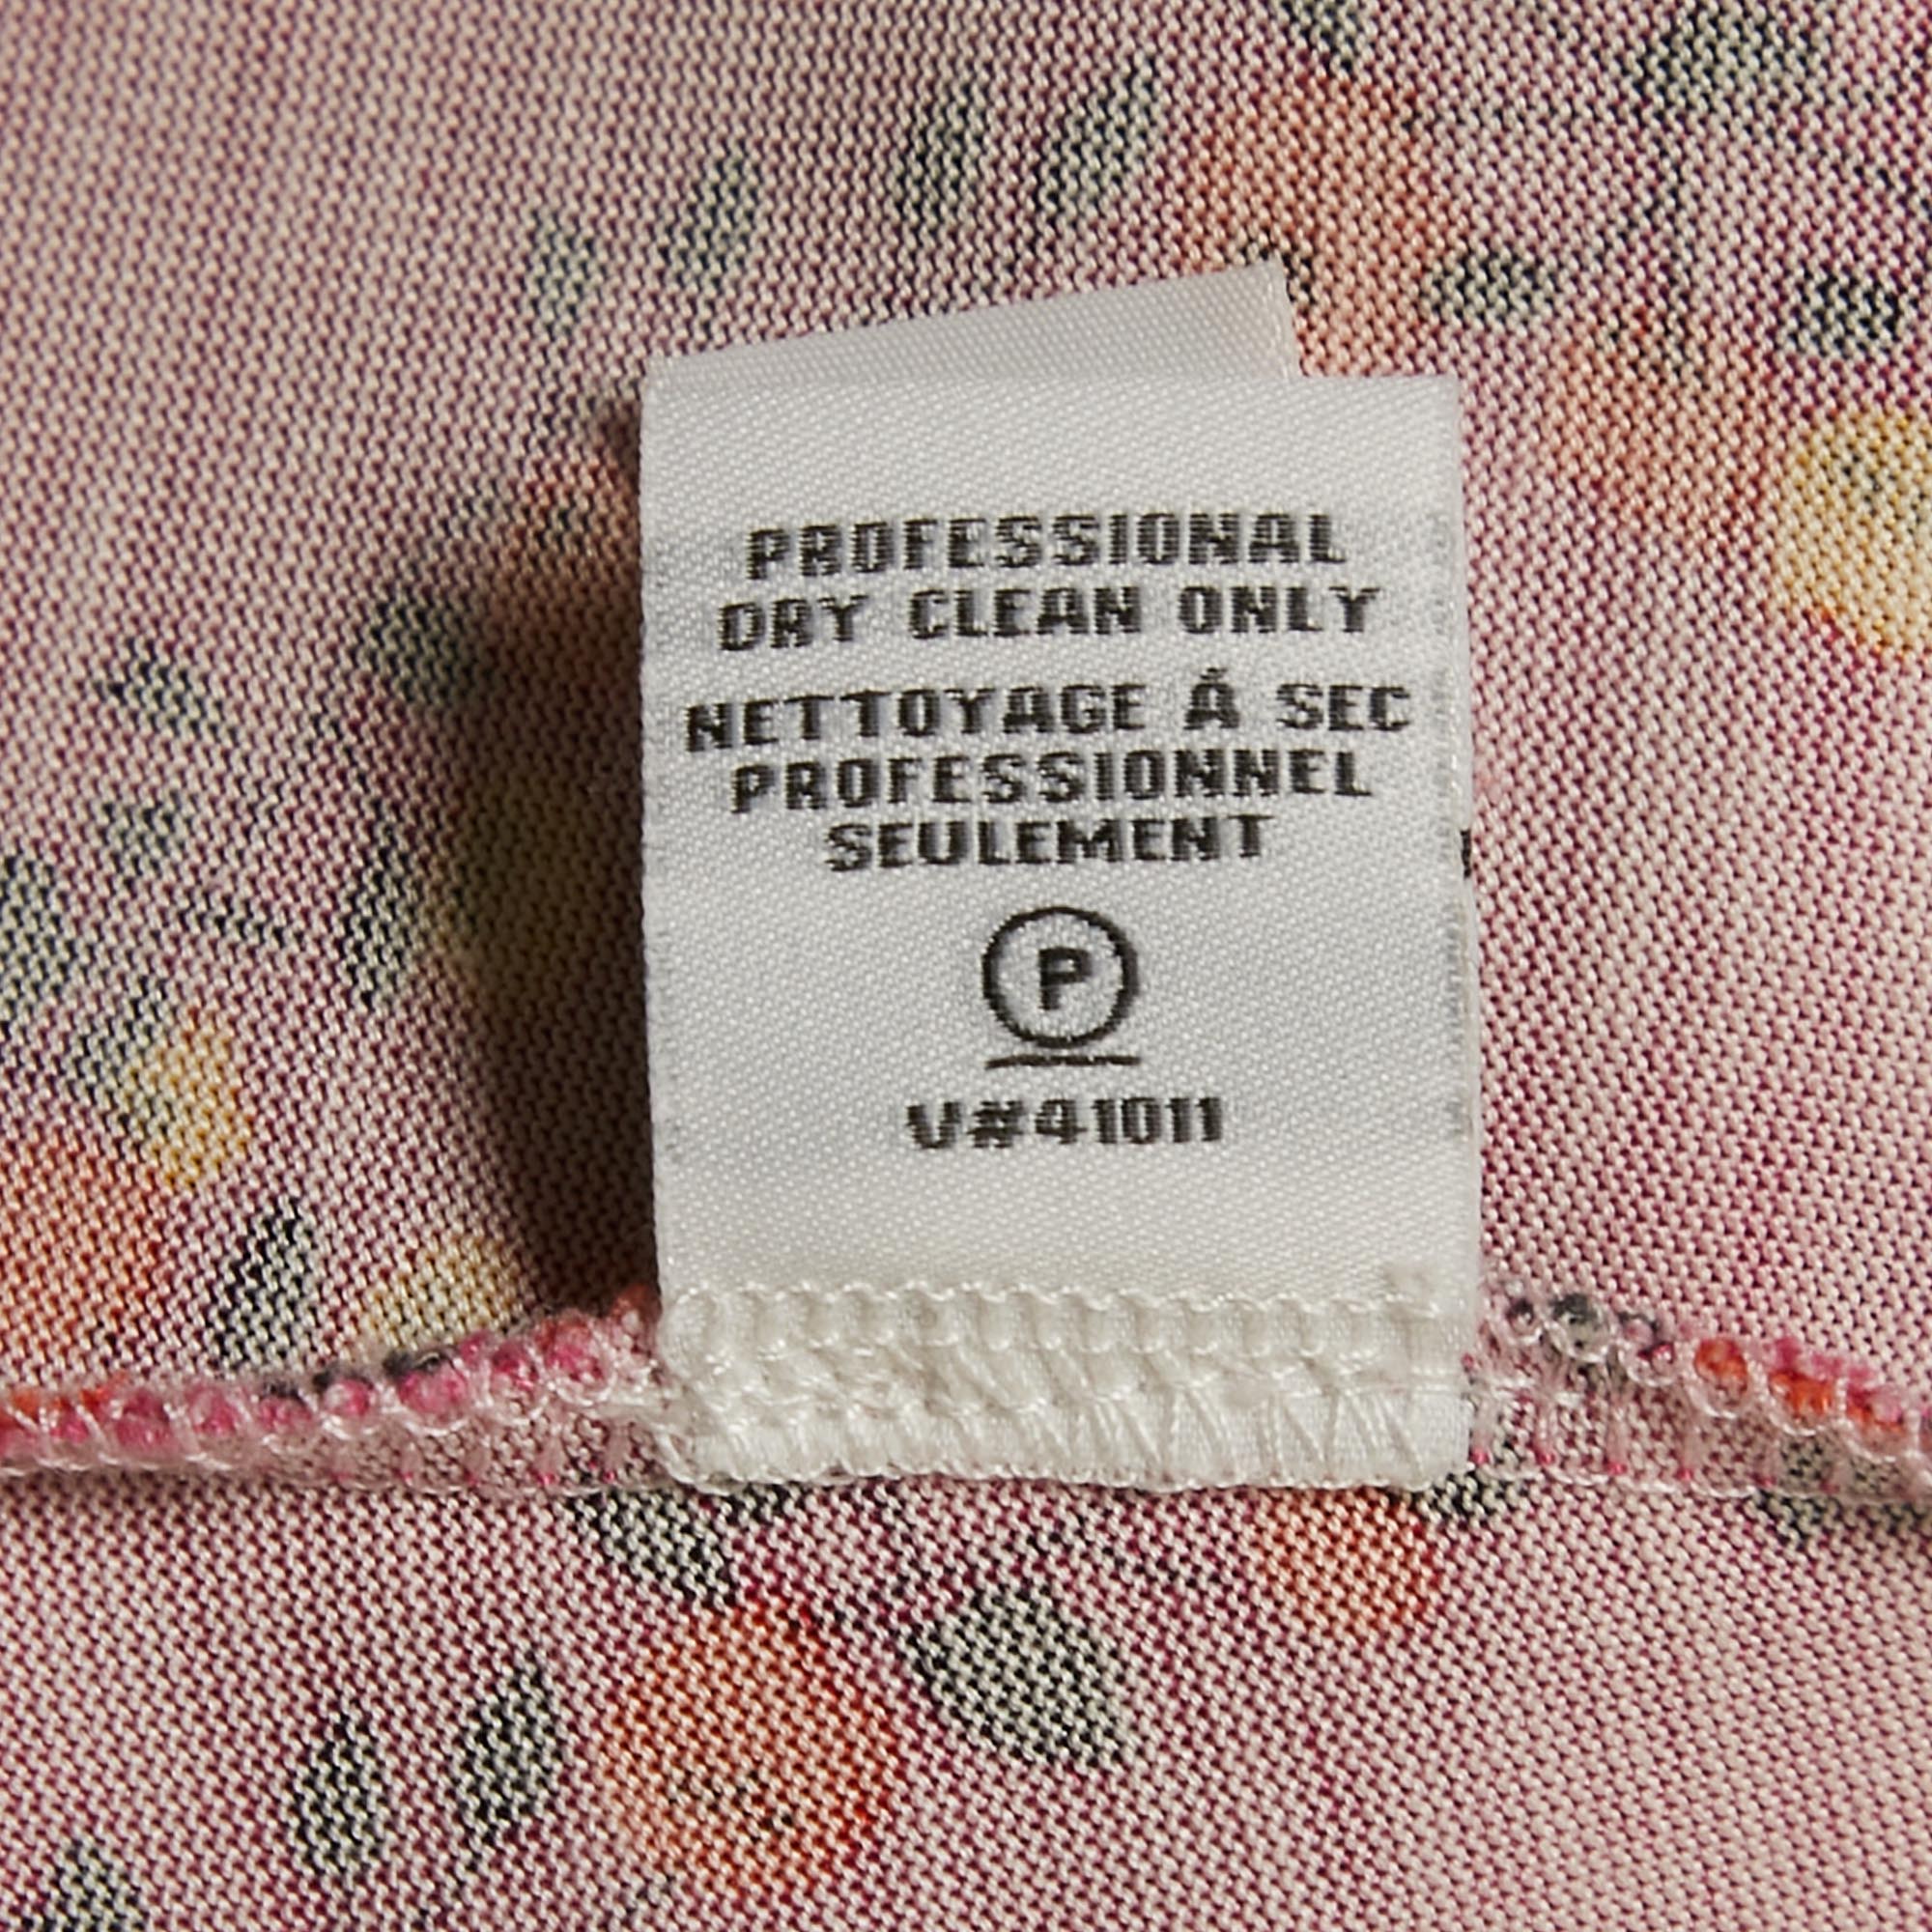 PROFESSIONAL
DRY CLEAN ONLY
NETTOYAGE Á SEC
PROFESSIONNEL
SEULEMENT
P
V#41011